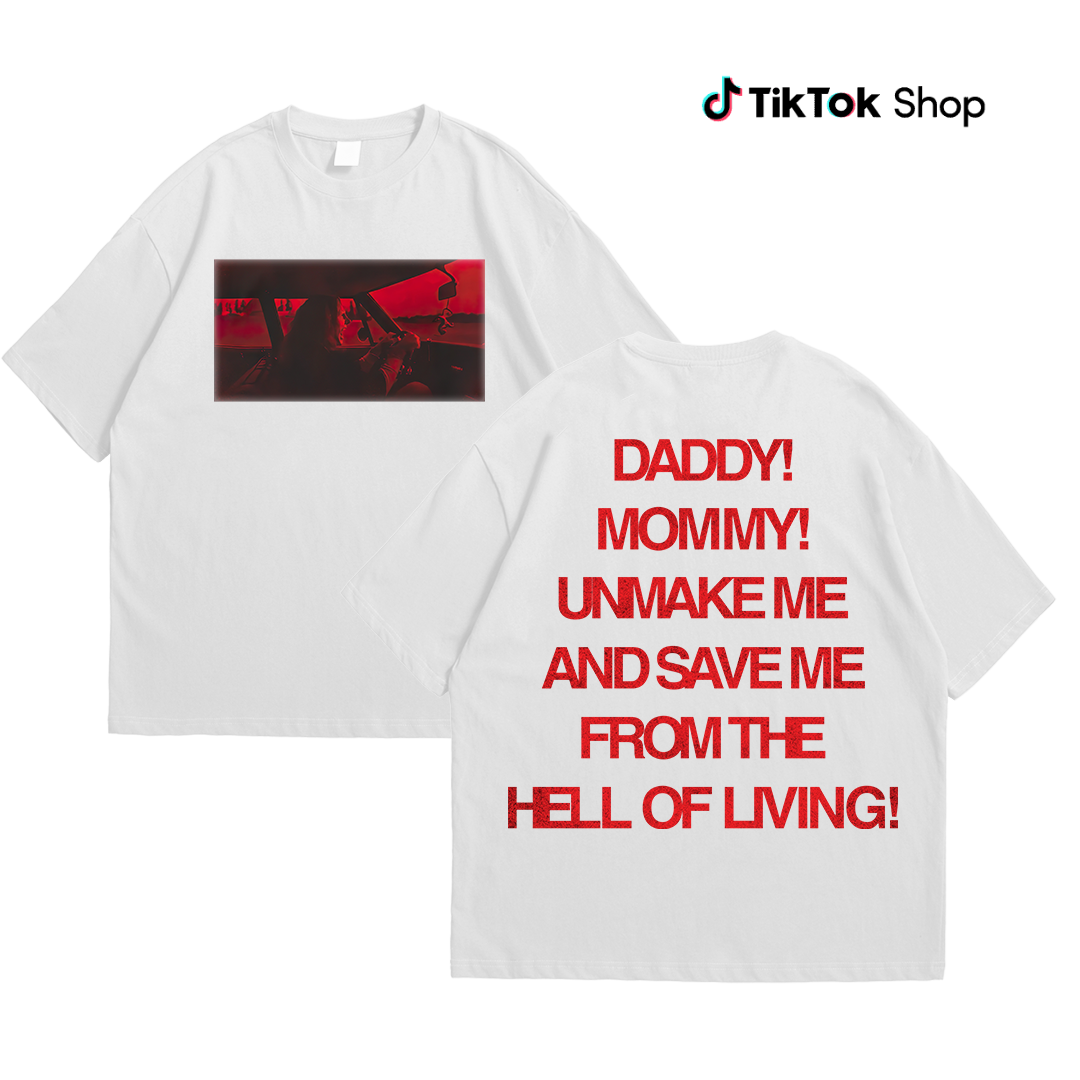 TikTok Shop
DADDY!
MOMMY!
UNMAKE ME
AND SAVE ME
FROM THE
HELL OF LIVING!